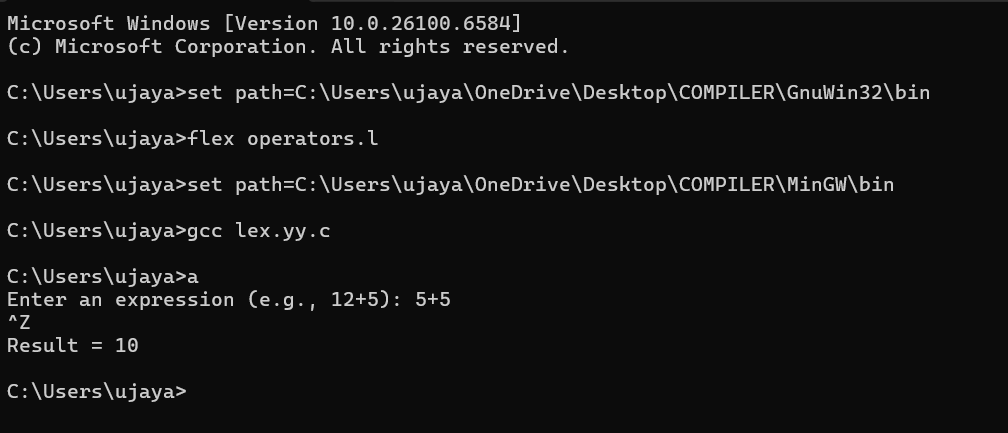 Microsoft Windows [Version 10.0.26100.6584]
(c) Microsoft Corporation. All rights reserved.
C:\Users\ujaya>set path=C:\Users\ujaya\OneDrive\Desktop\COMPILER\GnuWin32\bin
C:\Users\ujaya>flex operators.l
C:\Users\ujaya>set path=C:\Users\ujaya\OneDrive\Desktop\COMPILER\MinGW\bin
C:\Users\ujaya>gcc lex.yy.c
C:\Users\ujaya>a
Enter an expression (e.g., 12+5): 5+5
^Z
Result = 10
C:\Users\ujaya>